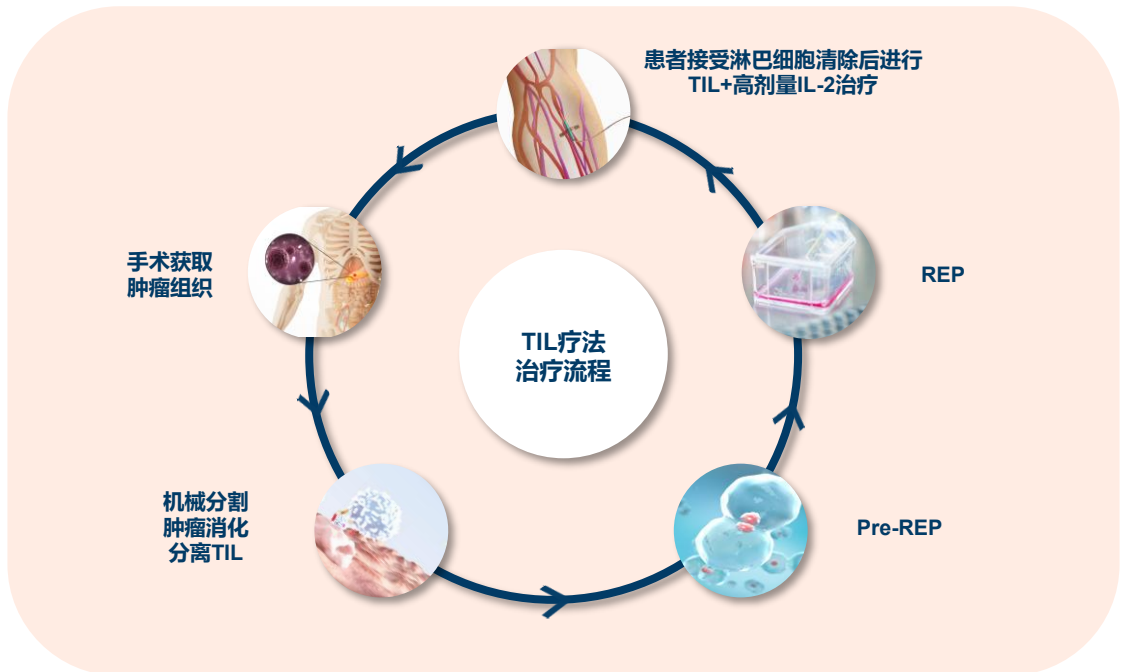 患者接受淋巴细胞清除后进行
TIL+高剂量IL-2治疗
手术获取
肿瘤组织
REP
TIL疗法
治疗流程
机械分割
肿瘤消化
分离TIL
Pre-REP